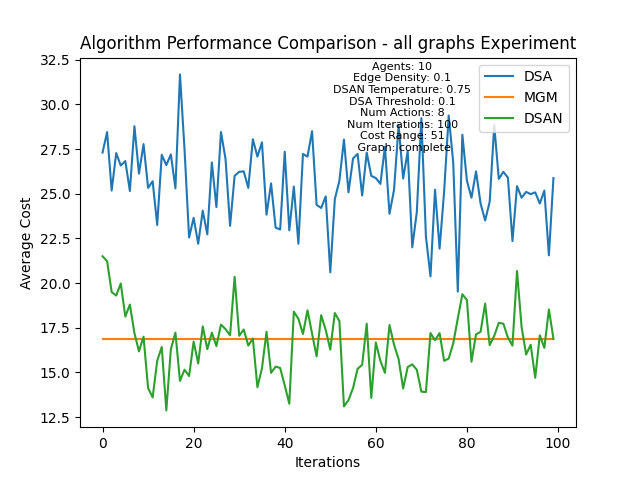 Algorithm Performance Comparison - all graphs Experiment
Agents: 10
Edge Density: 0.1
DSAN Temperature: 0.75
DSA Threshold: 0.1
Num Actions: 8
Num Iterations: 100
Cost Range: 51
Graph: complete
DSA
MGM
DSAN
Average Cost
32.5
30.0
27.5
25.0
22.5
20.0
17.5
15.0
12.5
0 20 40 60 80 100
Iterations